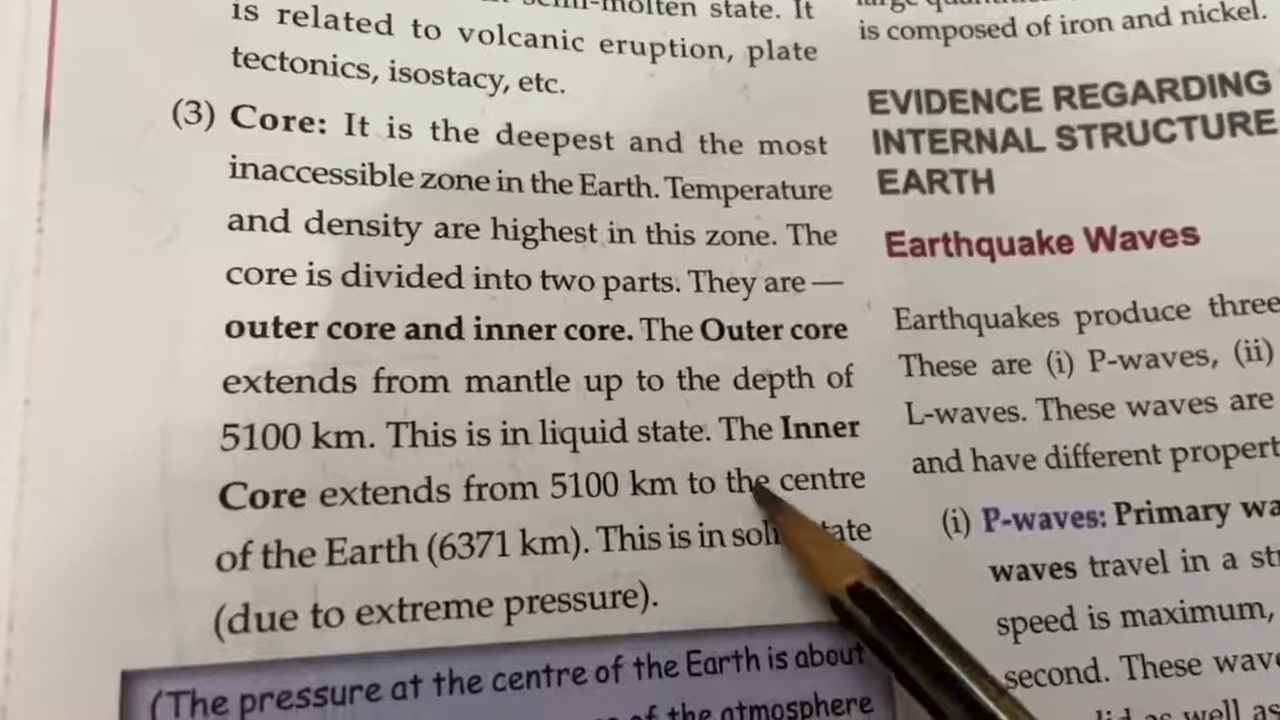 semi-molten state. It
is related to volcanic eruption, plate
tectonics, isostacy, etc.
(3) Core: It is the deepest and the most
inaccessible zone in the Earth. Temperature
and density are highest in this zone. The
core is divided into two parts. They are—
outer core and inner core. The Outer core
extends from mantle up to the depth of
5100 km. This is in liquid state. The Inner
Core extends from 5100 km to the centre
of the Earth (6371 km). This is in
(due to extreme pressure).
(The pressure at the centre of the Earth is about
of the atmosphere
large
is composed of iron and nickel.
EVIDENCE REGARDING
INTERNAL STRUCTURE
EARTH
Earthquake Waves
Earthquakes produce three
These are (i) P-waves, (ii)
L-waves. These waves are
and have different
(i) P-waves: Primary
waves travel in a
speed is maximum,
second. These
as well as